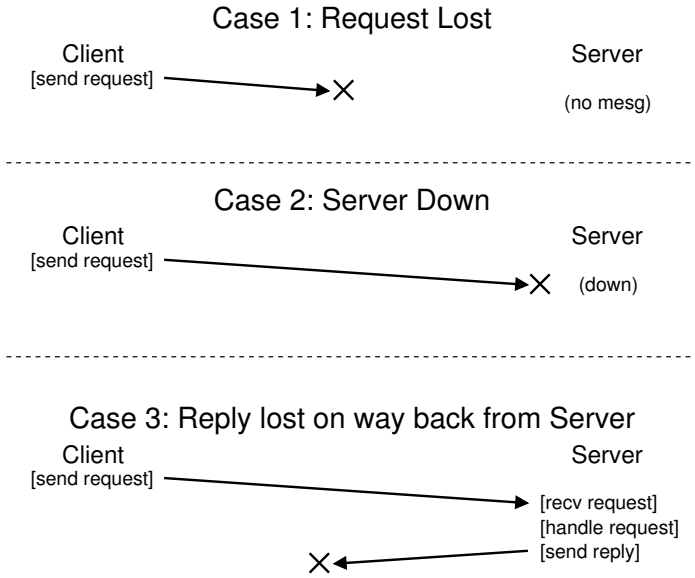 Case 1: Request Lost
Client Server
[send request]
(no mesg)
Case 2: Server Down
Client Server
[send request]
(down)
Case 3: Reply lost on way back from Server
Client Server
[send request]
[recv request]
[handle request]
[send reply]